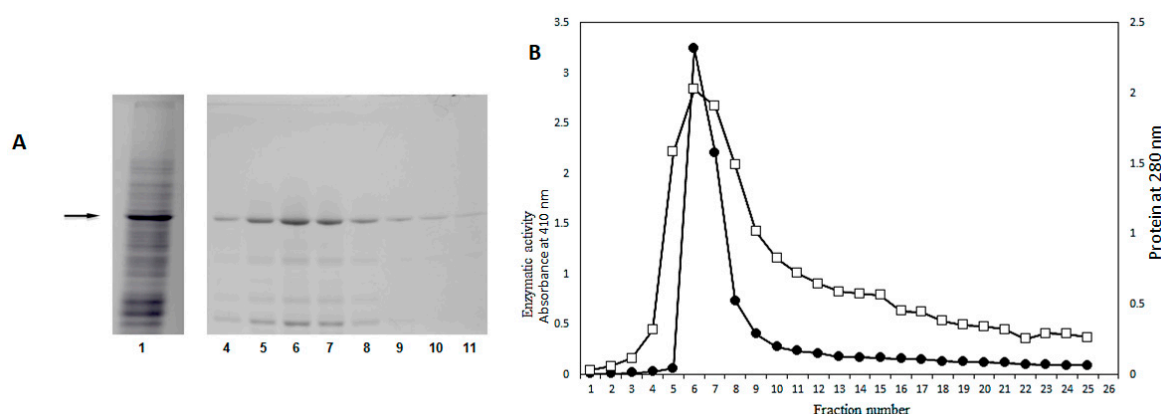 A
1
4 5 6 7 8 9 10 11
B
Enzymatic activity
Absorbance at 410 nm
3.5
3
2.5
2
1.5
1
0.5
0
1 2 3 4 5 6 7 8 9 10 11 12 13 14 15 16 17 18 19 20 21 22 23 24 25 26
Fraction number
2.5
2
1.5
1
0.5
0
Protein at 280 nm